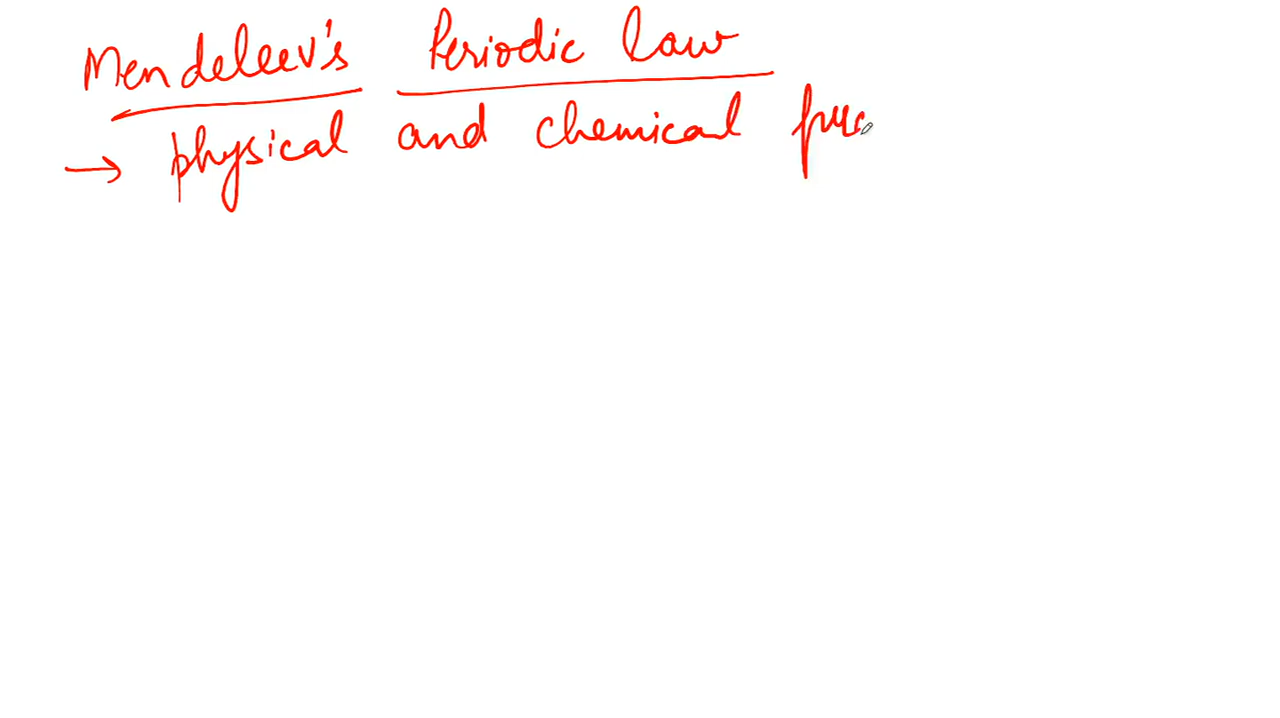 Mendeleev's Periodic law
→ physical and chemical